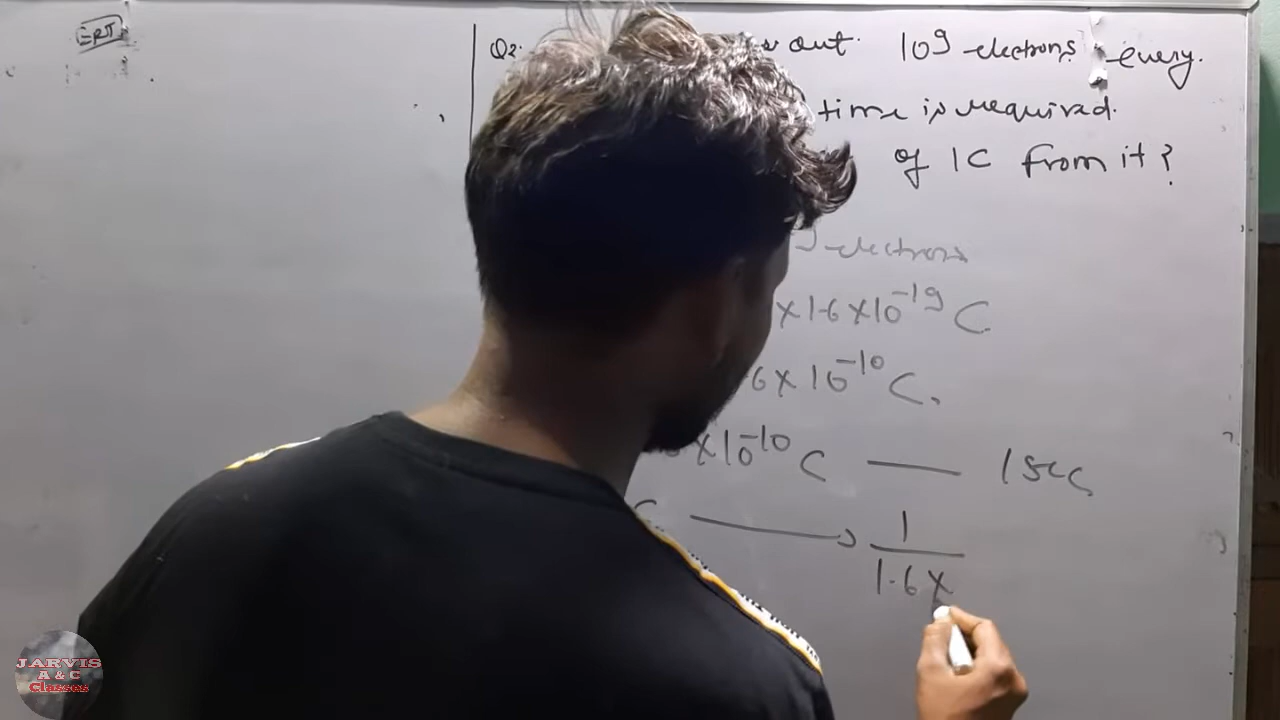 Q2. out 109 electrons every.
time is required.
of 1C from it?
electrons
×1.6×10-19 C
6×10-10 C.
×10-10 C — 1 sec
C → 1
1.6×
JARVIS
A & C
Classes